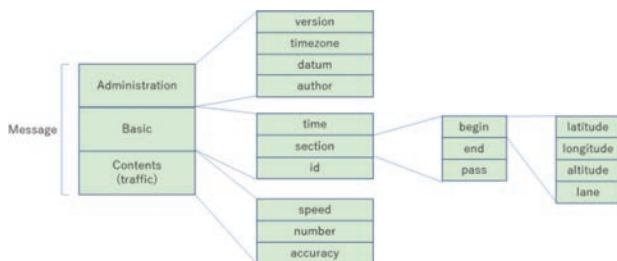 Message
Administration
Basic
Contents
(traffic)
version
timezone
datum
author
time
section
id
speed
number
accuracy
begin
end
pass
latitude
longitude
altitude
lane